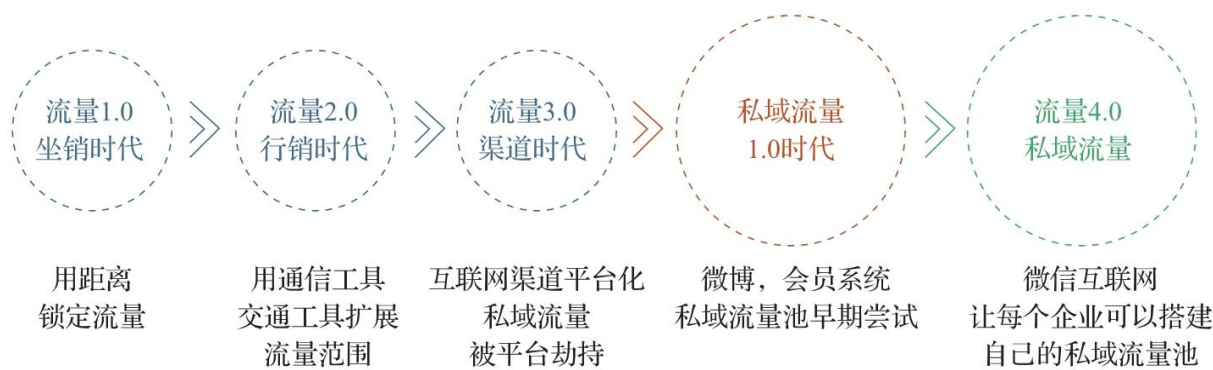 流量1.0
坐销时代
流量2.0
行销时代
流量3.0
渠道时代
私域流量
1.0时代
流量4.0
私域流量
用距离
锁定流量
用通信工具
交通工具扩展
流量范围
互联网渠道平台化
私域流量
被平台劫持
微博，会员系统
私域流量池早期尝试
微信互联网
让每个企业可以搭建
自己的私域流量池